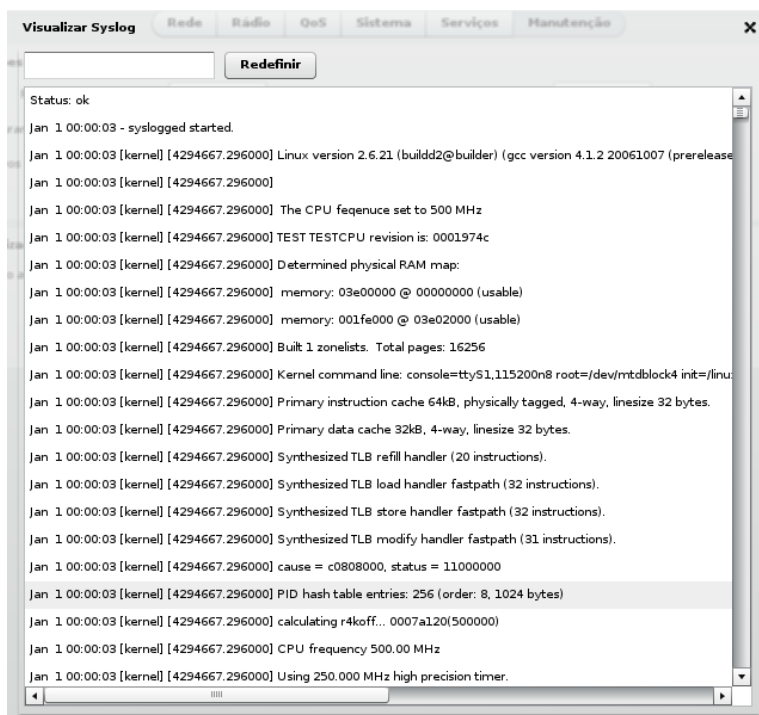 Visualizar Syslog
Rede
Rádio
QoS
Sistema
Serviços
Manutenção
Redefinir
Status: ok
Jan 1 00:00:03 - syslogged started.
Jan 1 00:00:03 [kernel] [4294667.296000] Linux version 2.6.21 (buildd2@builder) (gcc version 4.1.2 20061007 (prerelease
Jan 1 00:00:03 [kernel] [4294667.296000]
Jan 1 00:00:03 [kernel] [4294667.296000] The CPU feqenuce set to 500 MHz
Jan 1 00:00:03 [kernel] [4294667.296000] TEST TESTCPU revision is: 0001974c
Jan 1 00:00:03 [kernel] [4294667.296000] Determined physical RAM map:
Jan 1 00:00:03 [kernel] [4294667.296000] memory: 03e00000 @ 00000000 (usable)
Jan 1 00:00:03 [kernel] [4294667.296000] memory: 001fe000 @ 03e02000 (usable)
Jan 1 00:00:03 [kernel] [4294667.296000] Built 1 zonelists. Total pages: 16256
Jan 1 00:00:03 [kernel] [4294667.296000] Kernel command line: console=ttyS1,115200n8 root=/dev/mtdblock4 init=/linu
Jan 1 00:00:03 [kernel] [4294667.296000] Primary instruction cache 64kB, physically tagged, 4-way, linesize 32 bytes.
Jan 1 00:00:03 [kernel] [4294667.296000] Primary data cache 32kB, 4-way, linesize 32 bytes.
Jan 1 00:00:03 [kernel] [4294667.296000] Synthesized TLB refill handler (20 instructions).
Jan 1 00:00:03 [kernel] [4294667.296000] Synthesized TLB load handler fastpath (32 instructions).
Jan 1 00:00:03 [kernel] [4294667.296000] Synthesized TLB store handler fastpath (32 instructions).
Jan 1 00:00:03 [kernel] [4294667.296000] Synthesized TLB modify handler fastpath (31 instructions).
Jan 1 00:00:03 [kernel] [4294667.296000] cause = c0808000, status = 11000000
Jan 1 00:00:03 [kernel] [4294667.296000] PID hash table entries: 256 (order: 8, 1024 bytes)
Jan 1 00:00:03 [kernel] [4294667.296000] calculating r4koff... 0007a120(500000)
Jan 1 00:00:03 [kernel] [4294667.296000] CPU frequency 500.00 MHz
Jan 1 00:00:03 [kernel] [4294667.296000] Using 250.000 MHz high precision timer.